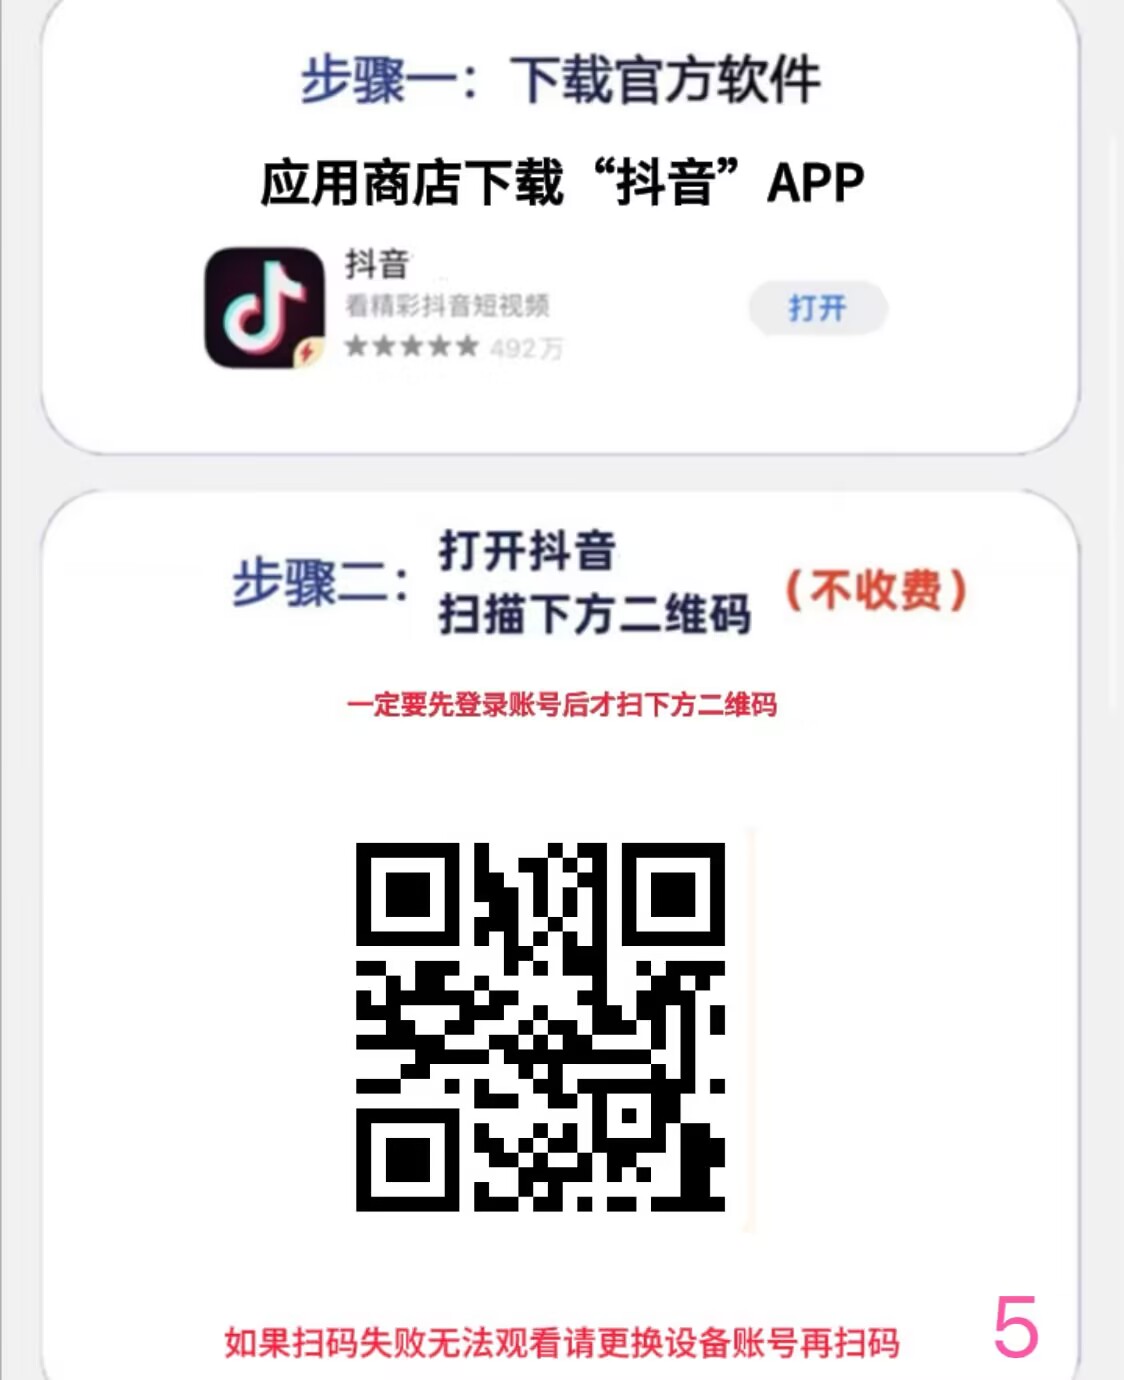 步骤一：下载官方软件
应用商店下载“抖音”APP
抖音
看精彩抖音短视频
打开
★★★★★ 492万
步骤二：
打开抖音
扫描下方二维码
（不收费）
一定要先登录账号后才扫下方二维码
如果扫码失败无法观看请更换设备账号再扫码
5